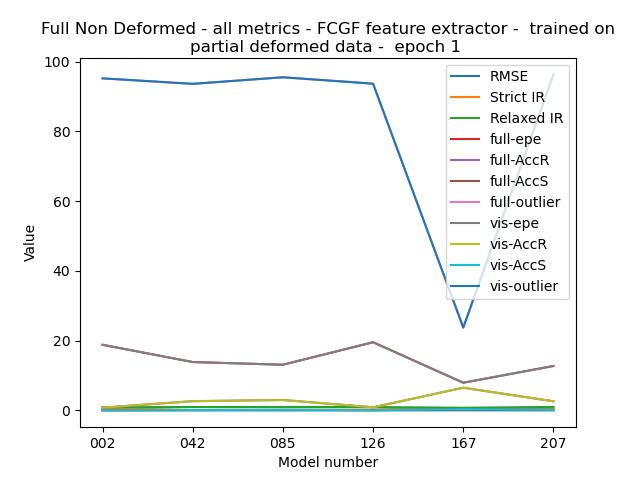 Full Non Deformed - all metrics - FCGF feature extractor -  trained on
partial deformed data -  epoch 1
100
80
60
40
20
0
Value
RMSE
Strict IR
Relaxed IR
full-epe
full-AccR
full-AccS
full-outlier
vis-epe
vis-AccR
vis-AccS
vis-outlier
002 042 085 126 167 207
Model number